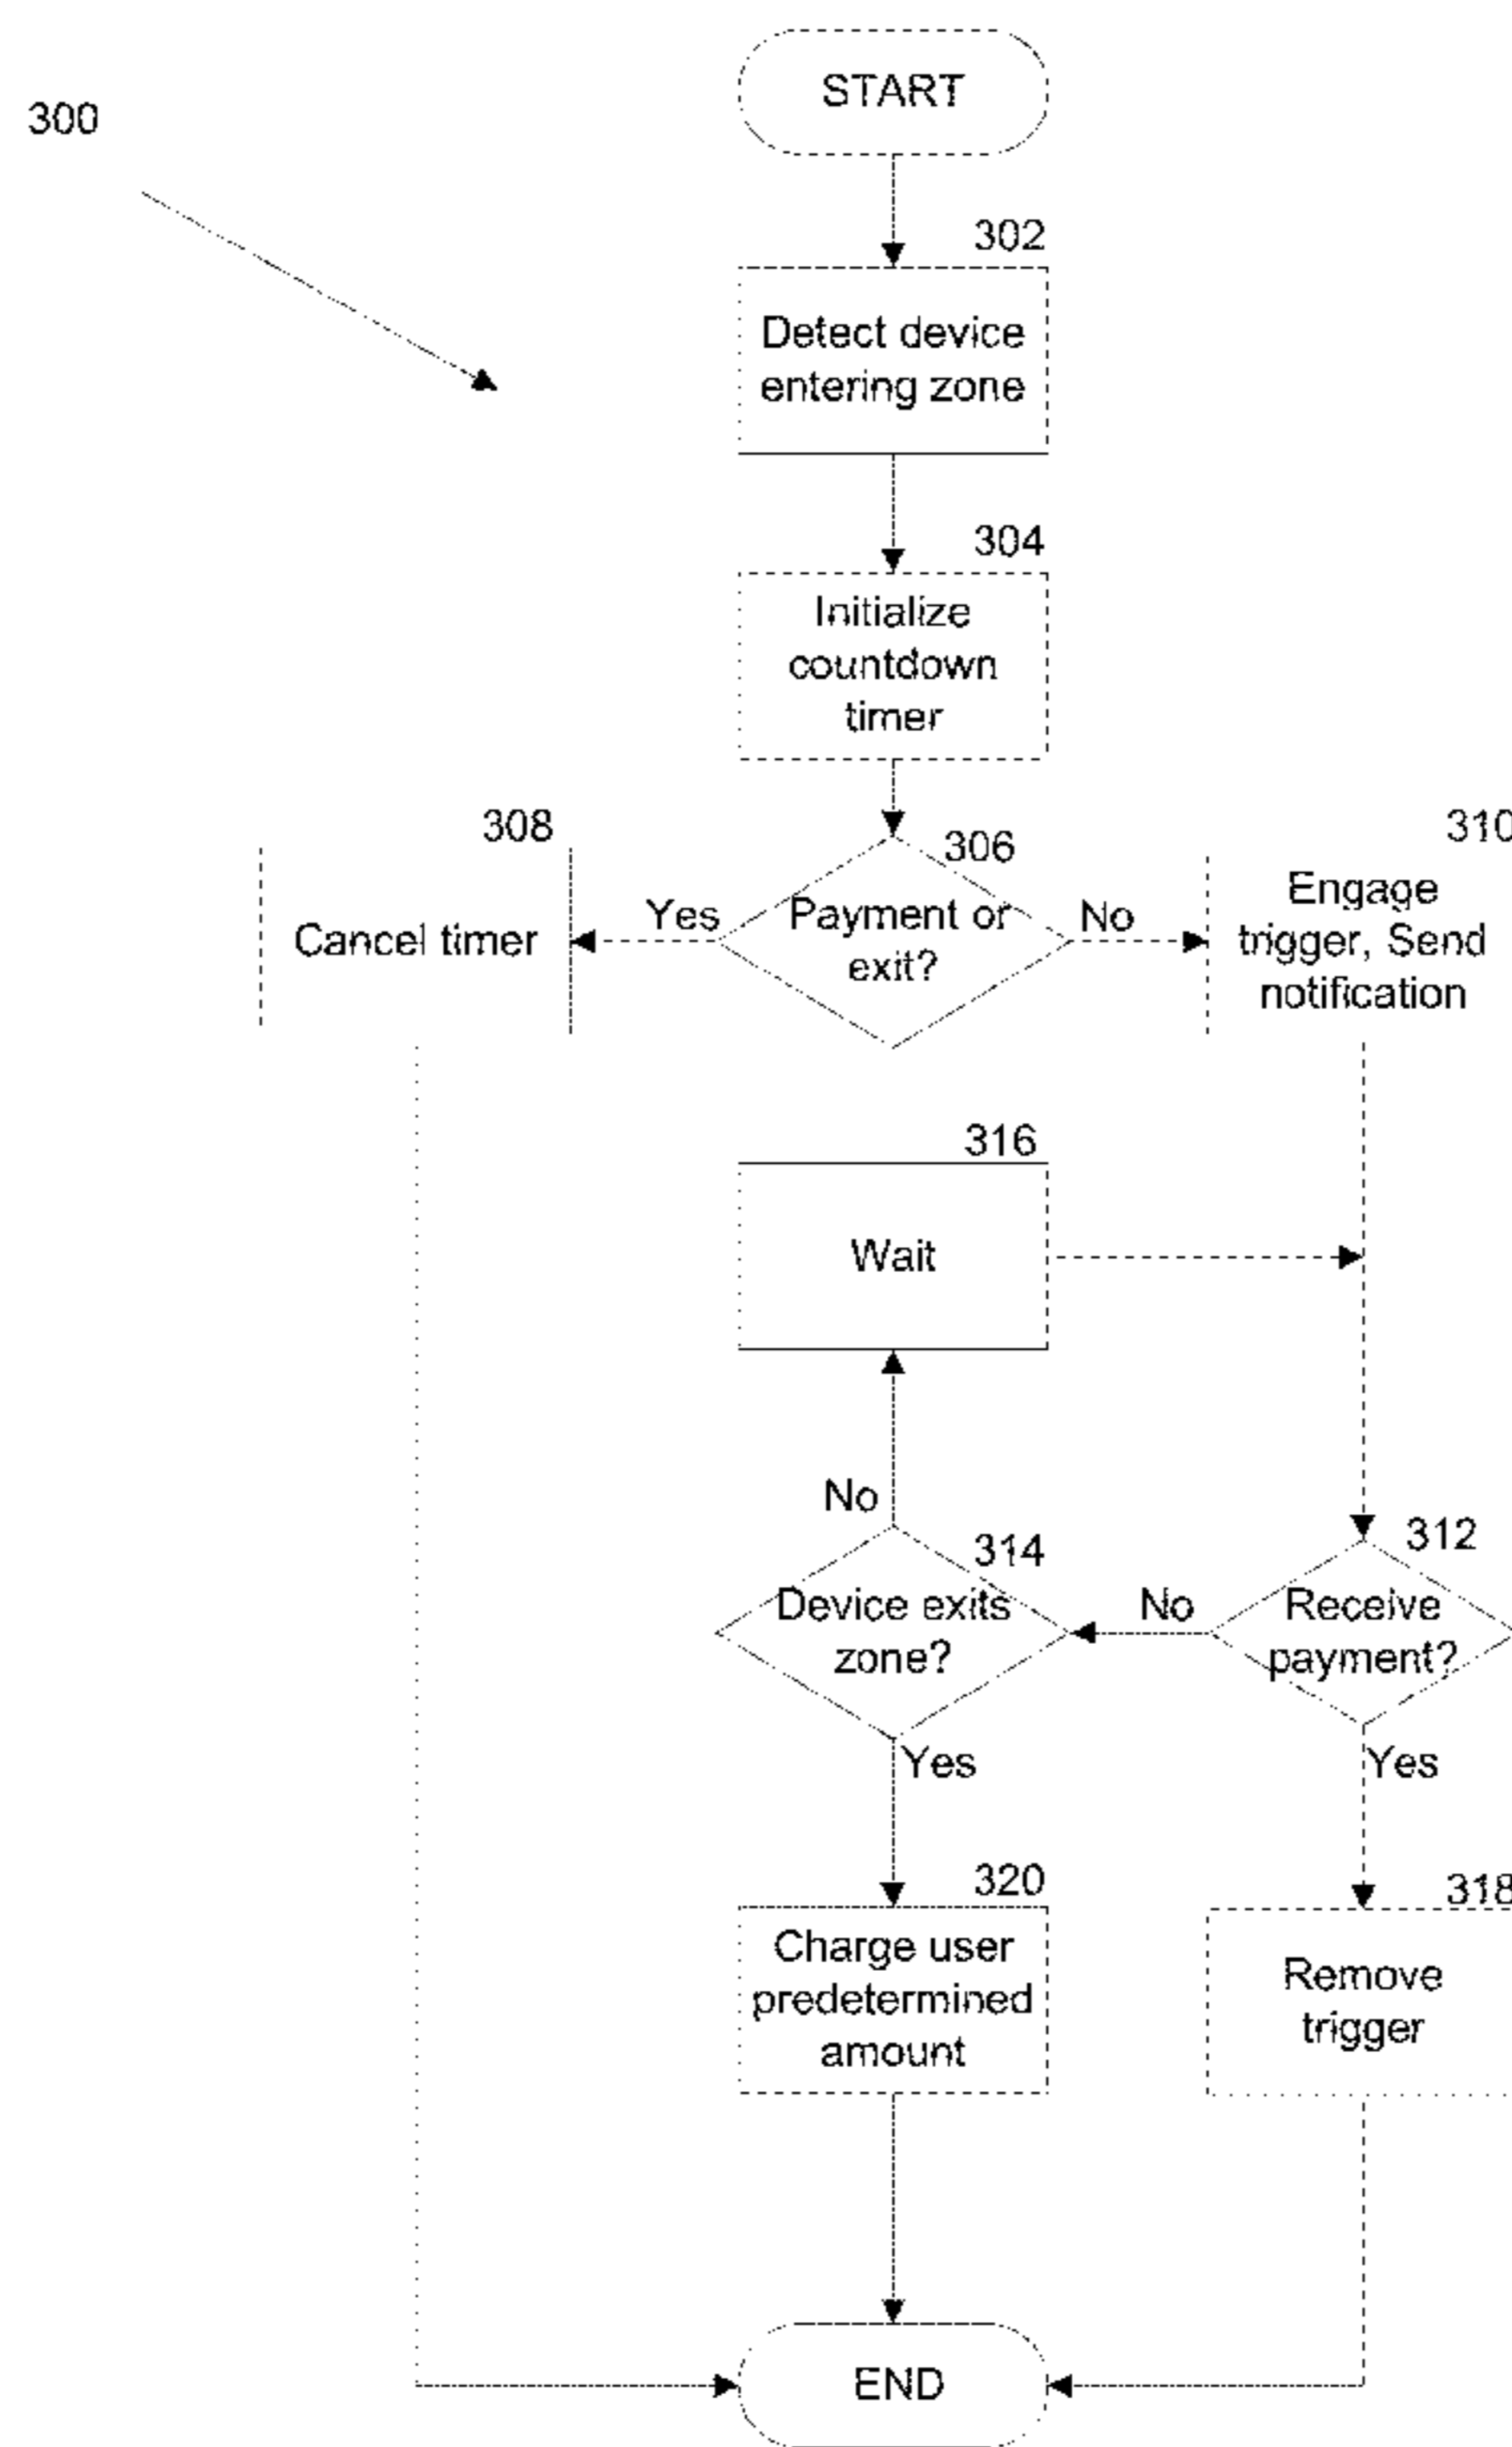 300
START
302
Detect device
entering zone
304
Initialize
countdown
timer
308
Cancel timer
Yes
306
Payment or
exit?
No
310
Engage
trigger, Send
notification
316
Wait
No
314
Device exits
zone?
No
312
Receive
payment?
Yes
Yes
320
Charge user
predetermined
amount
318
Remove
trigger
END